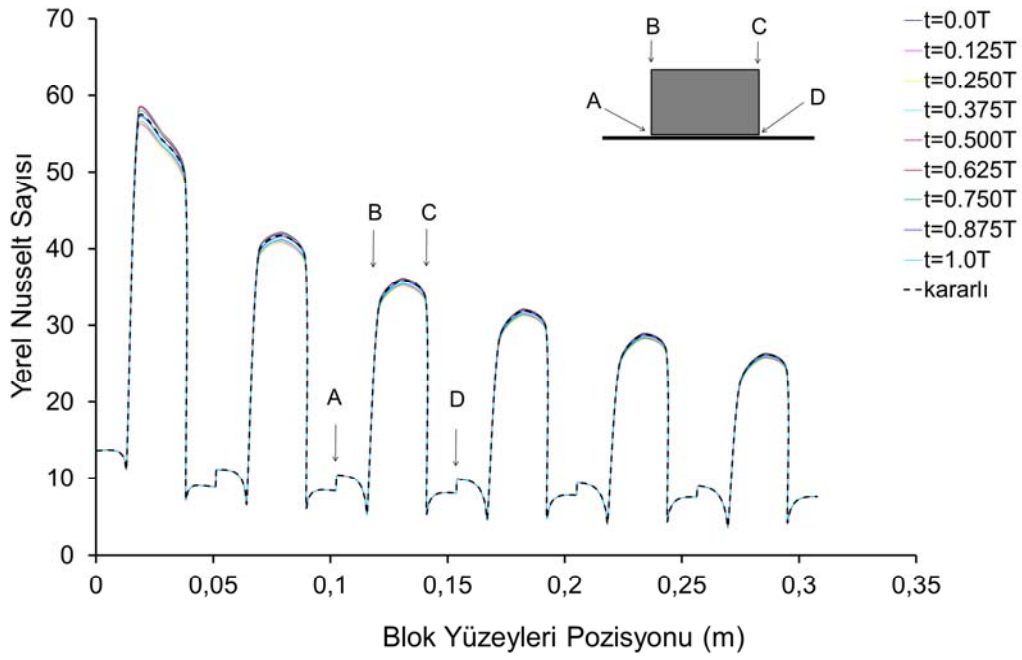 70
60
50
40
30
20
10
0
Yerel Nusselt Sayısı
0
0,05
0,1
0,15
0,2
0,25
0,3
0,35
Blok Yüzeyleri Pozisyonu (m)
A
B
C
D
B
C
A
D
t=0.0T
t=0.125T
t=0.250T
t=0.375T
t=0.500T
t=0.625T
t=0.750T
t=0.875T
t=1.0T
kararlı